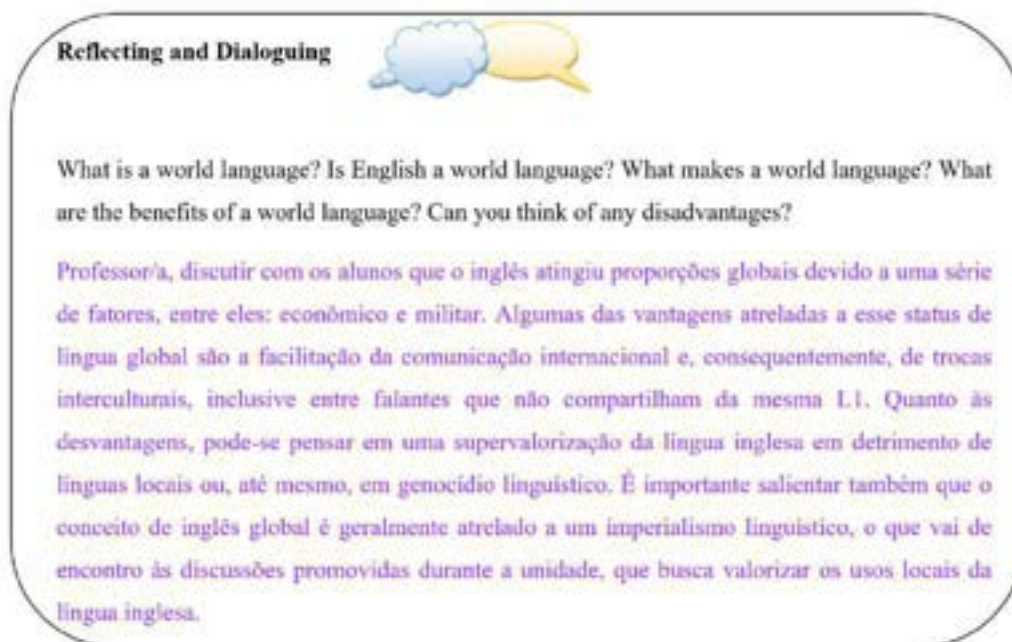 Reflecting and Dialoguing
What is a world language? Is English a world language? What makes a world language? What
are the benefits of a world language? Can you think of any disadvantages?
Professor/a, discutir com os alunos que o inglês atingiu proporções globais devido a uma série
de fatores, entre eles: econômico e militar. Algumas das vantagens atreladas a esse status de
língua global são a facilitação da comunicação internacional e, consequentemente, de trocas
interculturais, inclusive entre falantes que não compartilham da mesma L1. Quanto às
desvantagens, pode-se pensar em uma supervalorização da língua inglesa em detrimento de
línguas locais ou, até mesmo, em genocídio linguístico. É importante salientar também que o
conceito de inglês global é geralmente atrelado a um imperialismo linguístico, o que vai de
encontro às discussões promovidas durante a unidade, que busca valorizar os usos locais da
língua inglesa.